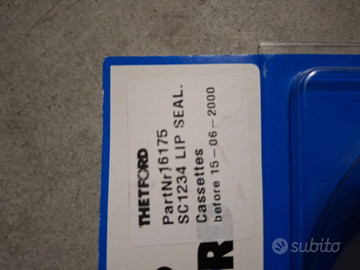 THETFORD
PartNr16175
SC1234 LIP SEAL.
Cassettes
before 15-06-2000
R
subito